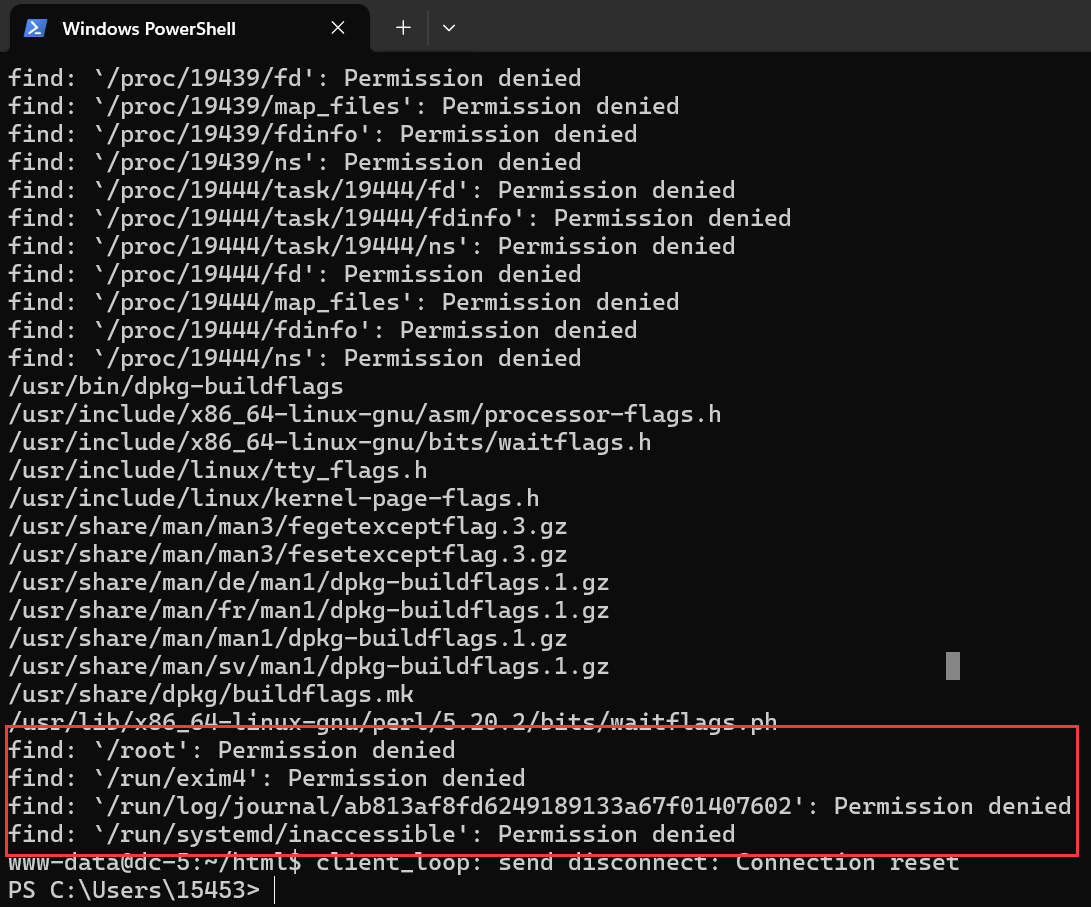 Windows PowerShell
find: `/proc/19439/fd': Permission denied
find: `/proc/19439/map_files': Permission denied
find: `/proc/19439/fdinfo': Permission denied
find: `/proc/19439/ns': Permission denied
find: `/proc/19444/task/19444/fd': Permission denied
find: `/proc/19444/task/19444/fdinfo': Permission denied
find: `/proc/19444/task/19444/ns': Permission denied
find: `/proc/19444/fd': Permission denied
find: `/proc/19444/map_files': Permission denied
find: `/proc/19444/fdinfo': Permission denied
find: `/proc/19444/ns': Permission denied
/usr/bin/dpkg-buildflags
/usr/include/x86_64-linux-gnu/asm/processor-flags.h
/usr/include/x86_64-linux-gnu/bits/waitflags.h
/usr/include/linux/tty_flags.h
/usr/include/linux/kernel-page-flags.h
/usr/share/man/man3/fegetexceptflag.3.gz
/usr/share/man/man3/fesetexceptflag.3.gz
/usr/share/man/de/man1/dpkg-buildflags.1.gz
/usr/share/man/fr/man1/dpkg-buildflags.1.gz
/usr/share/man/man1/dpkg-buildflags.1.gz
/usr/share/man/sv/man1/dpkg-buildflags.1.gz
/usr/share/dpkg/buildflags.mk
/usr/lib/x86_64-linux-gnu/perl/5.20.2/bits/waitflags.ph
find: `/root': Permission denied
find: `/run/exim4': Permission denied
find: `/run/log/journal/ab813af8fd6249189133a67f01407602': Permission denied
find: `/run/systemd/inaccessible': Permission denied
www-data@dc-5:~/html$ client_loop: send disconnect: Connection reset
PS C:\Users\15453>